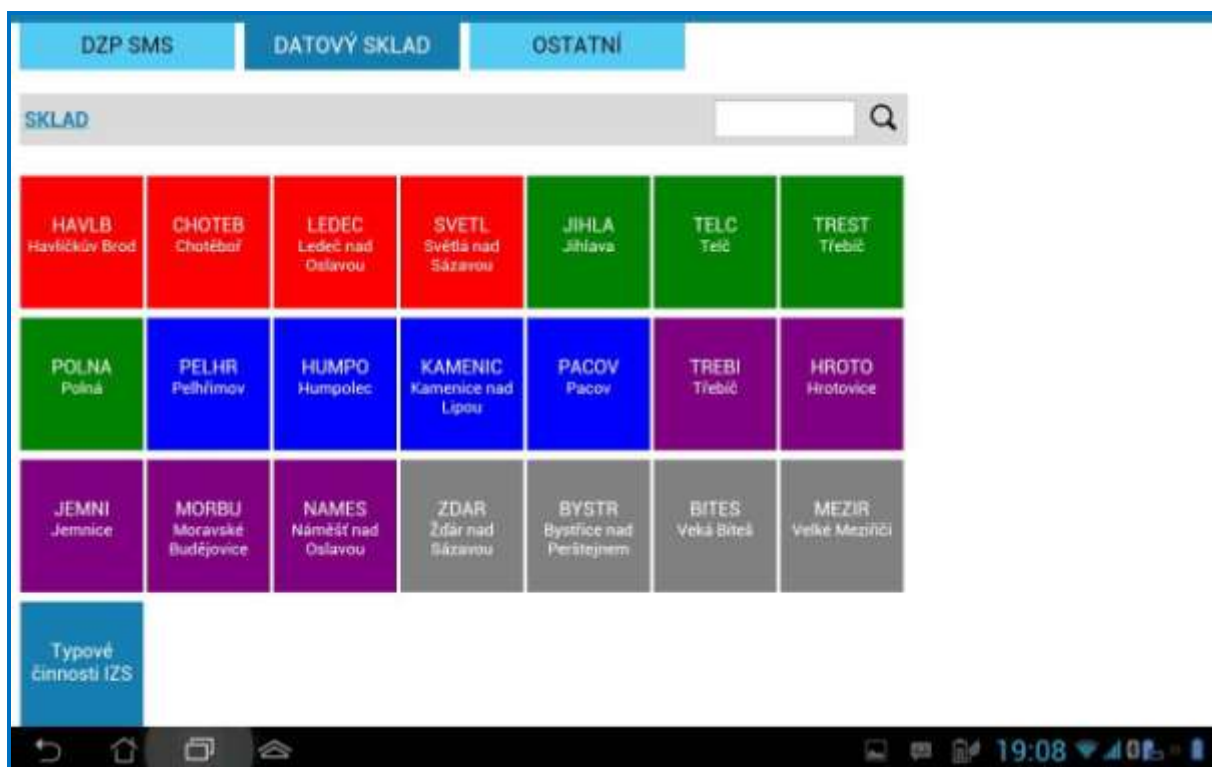 DZP SMS
DATOVÝ SKLAD
OSTATNÍ
SKLAD
HAVLB
Havlíčkův Brod
CHOTEB
Chotěboř
LEDEC
Ledeč nad
Oslavou
SVETL
Světlá nad
Sázavou
JIHLA
Jihlava
TELC
Telč
TREST
Třebíč
POLNA
Polná
PELHR
Pelhřimov
HUMPO
Humpolec
KAMENIC
Kamenice nad
Lipou
PACOV
Pacov
TREBI
Třebíč
HROTO
Hrotovice
JEMNI
Jemnice
MORBU
Moravské
Budějovice
NAMES
Náměšť nad
Oslavou
ZDAR
Žďár nad
Sázavou
BYSTR
Bystřice nad
Perštejnem
BITES
Veká Biteš
MEZIR
Velké Meziříčí
Typové
činnosti IZS
19:08